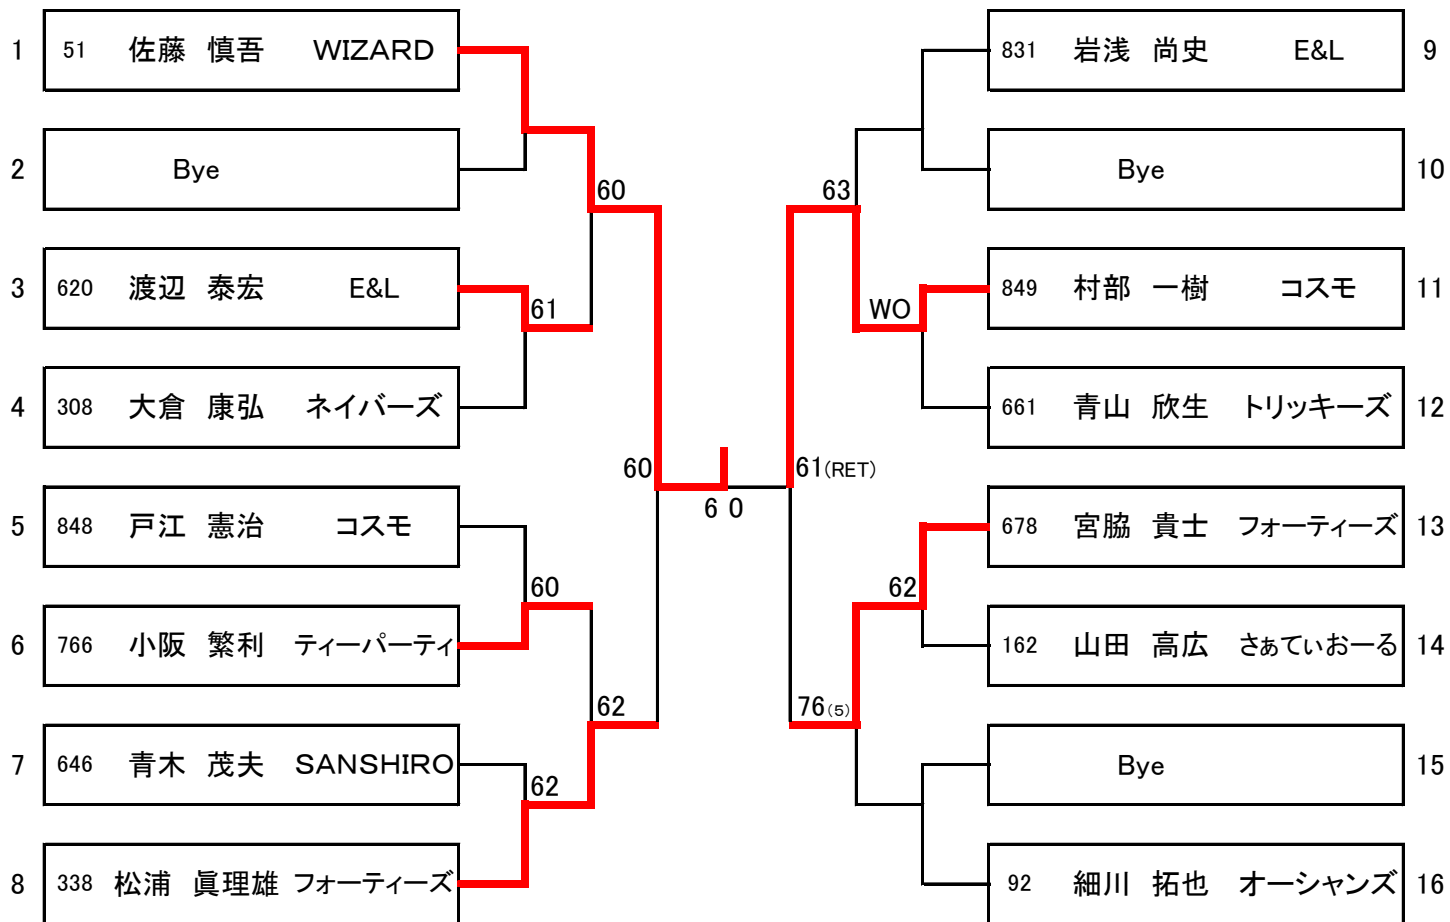 1 51 佐藤 慎吾 WIZARD
2 Bye
3 620 渡辺 泰宏 E&L
4 308 大倉 康弘 ネイバーズ
5 848 戸江 憲治 コスモ
6 766 小阪 繁利 ティーパーティ
7 646 青木 茂夫 SANSHIRO
8 338 松浦 眞理雄 フォーティーズ
60
61
60
60
62
62
6 0
63
WO
61(RET)
62
76(5)
831 岩浅 尚史 E&L 9
Bye 10
849 村部 一樹 コスモ 11
661 青山 欣生 トリッキーズ 12
678 宮脇 貴士 フォーティーズ 13
162 山田 高広 さぁてぃおーる 14
Bye 15
92 細川 拓也 オーシャンズ 16